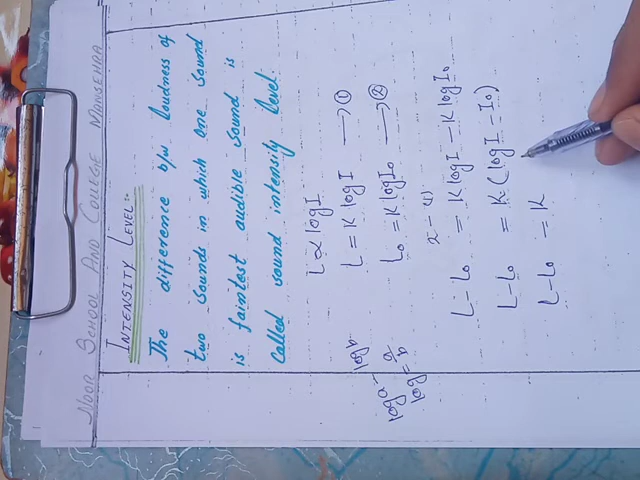 NOOR SCHOOL AND COLLEGE MANSEHRA
INTENSITY LEVEL:-
The difference b/w loudness of
two sounds in which one sound
is faintest audible sound is
called sound intensity level
L ∝ log I
L = K log I → ①
L₀ = K log I₀ → ②
2 - 1)
L - L₀ = K log I - K log I₀
L - L₀ = K (log I - I₀)
L - L₀ = K
log a - log b
log = a/b